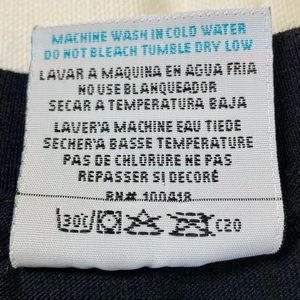 MACHINE WASH IN COLD WATER
DO NOT BLEACH TUMBLE DRY LOW
LAVAR A MAQUINA EN AGUA FRIA
NO USE BLANQUEADOR
SECAR A TEMPERATURA BAJA
LAVER'A MACHINE EAU TIEDE
SECHER'A BASSE TEMPERATURE
PAS DE CHLORURE NE PAS
REPASSER SI DECORÉ
RN# 100418
30C C20